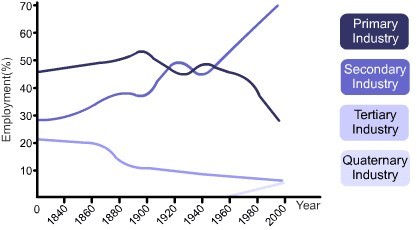 70
60
50
40
30
20
10
Employment(%)
0
1840
1860
1880
1900
1920
1940
1960
1980
2000
Year
Primary
Industry
Secondary
Industry
Tertiary
Industry
Quaternary
Industry